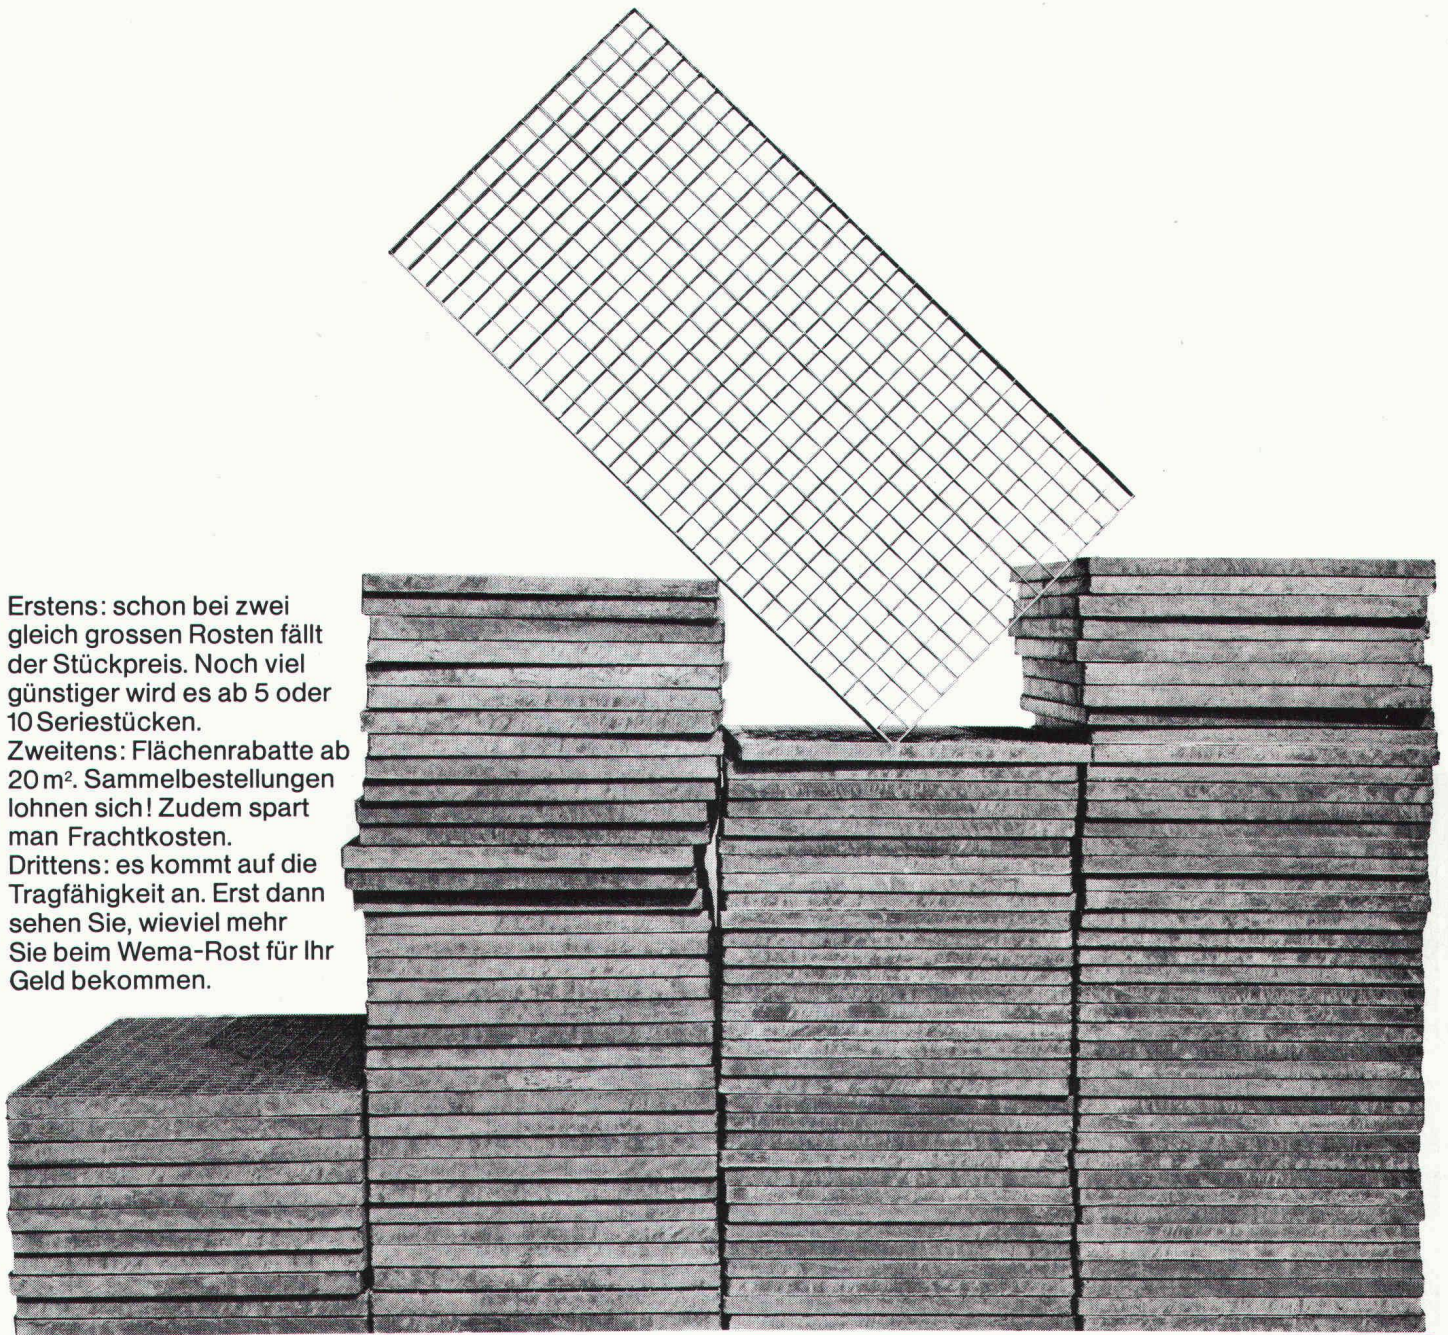 Erstens: schon bei zwei
gleich grossen Rosten fällt
der Stückpreis. Noch viel
günstiger wird es ab 5 oder
10 Seriestücken.
Zweitens: Flächenrabatte ab
20 m². Sammelbestellungen
lohnen sich! Zudem spart
man Frachtkosten.
Drittens: es kommt auf die
Tragfähigkeit an. Erst dann
sehen Sie, wieviel mehr
Sie beim Wema-Rost für Ihr
Geld bekommen.